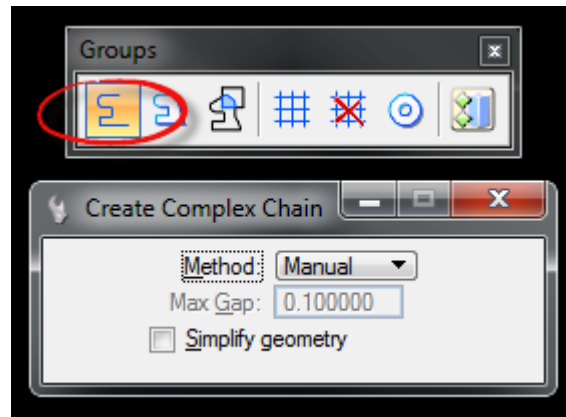 Groups
Create Complex Chain
Method: Manual
Max Gap: 0.100000
Simplify geometry